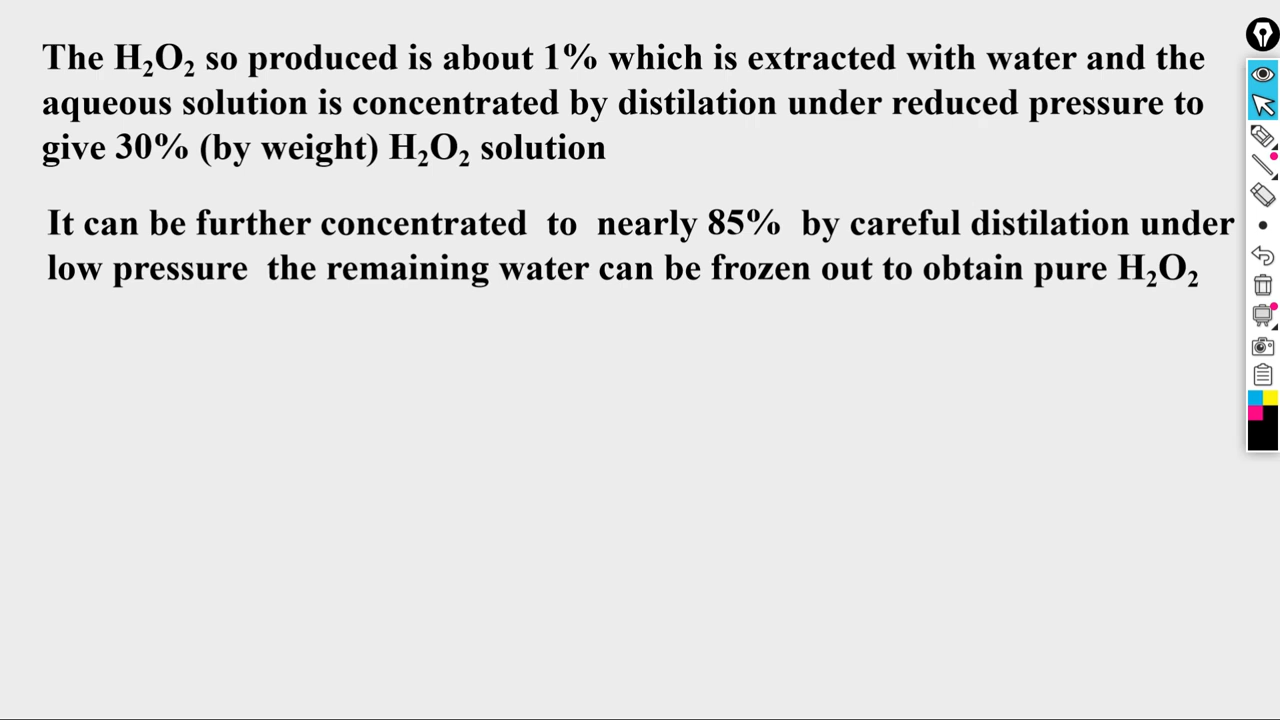 The H₂O₂ so produced is about 1% which is extracted with water and the
aqueous solution is concentrated by distilation under reduced pressure to
give 30% (by weight) H₂O₂ solution
It can be further concentrated to nearly 85% by careful distilation under
low pressure the remaining water can be frozen out to obtain pure H₂O₂